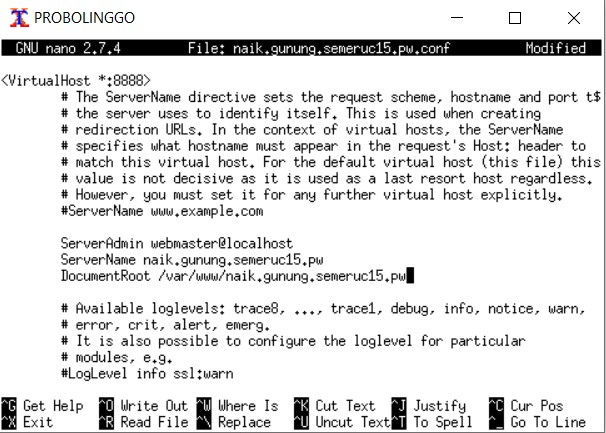 PROBOLINGGO
GNU nano 2.7.4 File: naik.gunung.semeruc15.pw.conf Modified
<VirtualHost *:8888>
# The ServerName directive sets the request scheme, hostname and port t$
# the server uses to identify itself. This is used when creating
# redirection URLs. In the context of virtual hosts, the ServerName
# specifies what hostname must appear in the request's Host: header to
# match this virtual host. For the default virtual host (this file) this
# value is not decisive as it is used as a last resort host regardless.
# However, you must set it for any further virtual host explicitly.
#ServerName www.example.com
ServerAdmin webmaster@localhost
ServerName naik.gunung.semeruc15.pw
DocumentRoot /var/www/naik.gunung.semeruc15.pw
# Available loglevels: trace8, ..., trace1, debug, info, notice, warn,
# error, crit, alert, emerg.
# It is also possible to configure the loglevel for particular
# modules, e.g.
#LogLevel info ssl:warn
^G Get Help ^O Write Out ^W Where Is ^K Cut Text ^J Justify ^C Cur Pos
^X Exit ^R Read File ^\ Replace ^U Uncut Text ^T To Spell ^_ Go To Line